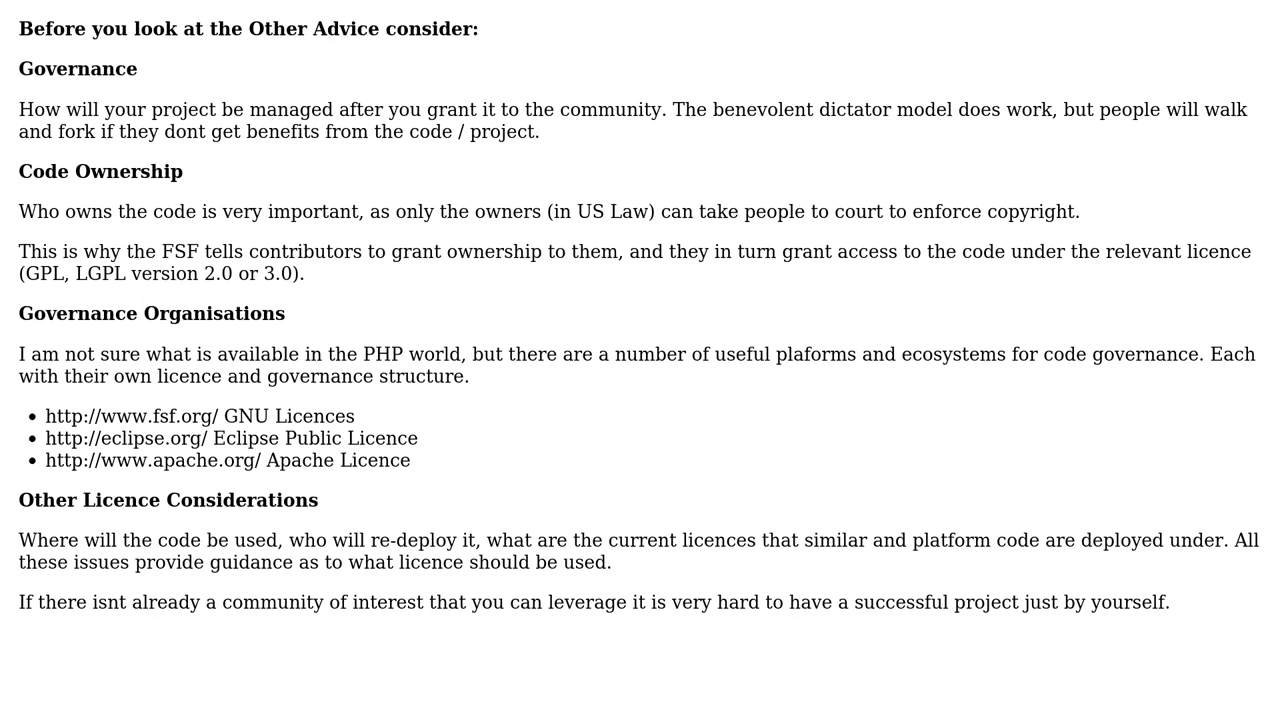 Before you look at the Other Advice consider:
Governance
How will your project be managed after you grant it to the community. The benevolent dictator model does work, but people will walk
and fork if they dont get benefits from the code / project.
Code Ownership
Who owns the code is very important, as only the owners (in US Law) can take people to court to enforce copyright.
This is why the FSF tells contributors to grant ownership to them, and they in turn grant access to the code under the relevant licence
(GPL, LGPL version 2.0 or 3.0).
Governance Organisations
I am not sure what is available in the PHP world, but there are a number of useful plaforms and ecosystems for code governance. Each
with their own licence and governance structure.
• http://www.fsf.org/ GNU Licences
• http://eclipse.org/ Eclipse Public Licence
• http://www.apache.org/ Apache Licence
Other Licence Considerations
Where will the code be used, who will re-deploy it, what are the current licences that similar and platform code are deployed under. All
these issues provide guidance as to what licence should be used.
If there isnt already a community of interest that you can leverage it is very hard to have a successful project just by yourself.